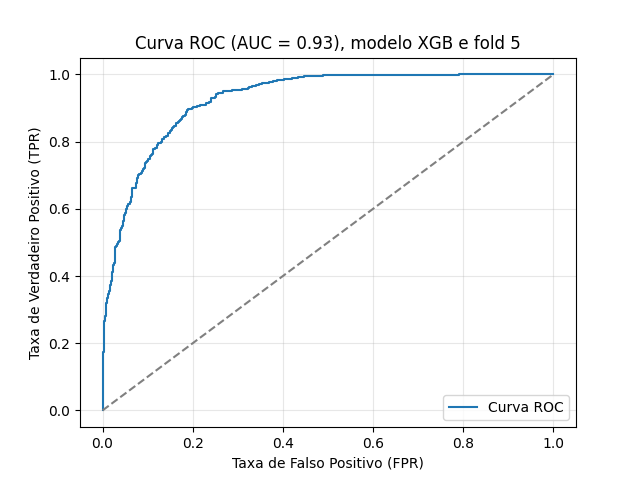 Curva ROC (AUC = 0.93), modelo XGB e fold 5
Taxa de Verdadeiro Positivo (TPR)
1.0
0.8
0.6
0.4
0.2
0.0
Curva ROC
0.0 0.2 0.4 0.6 0.8 1.0
Taxa de Falso Positivo (FPR)